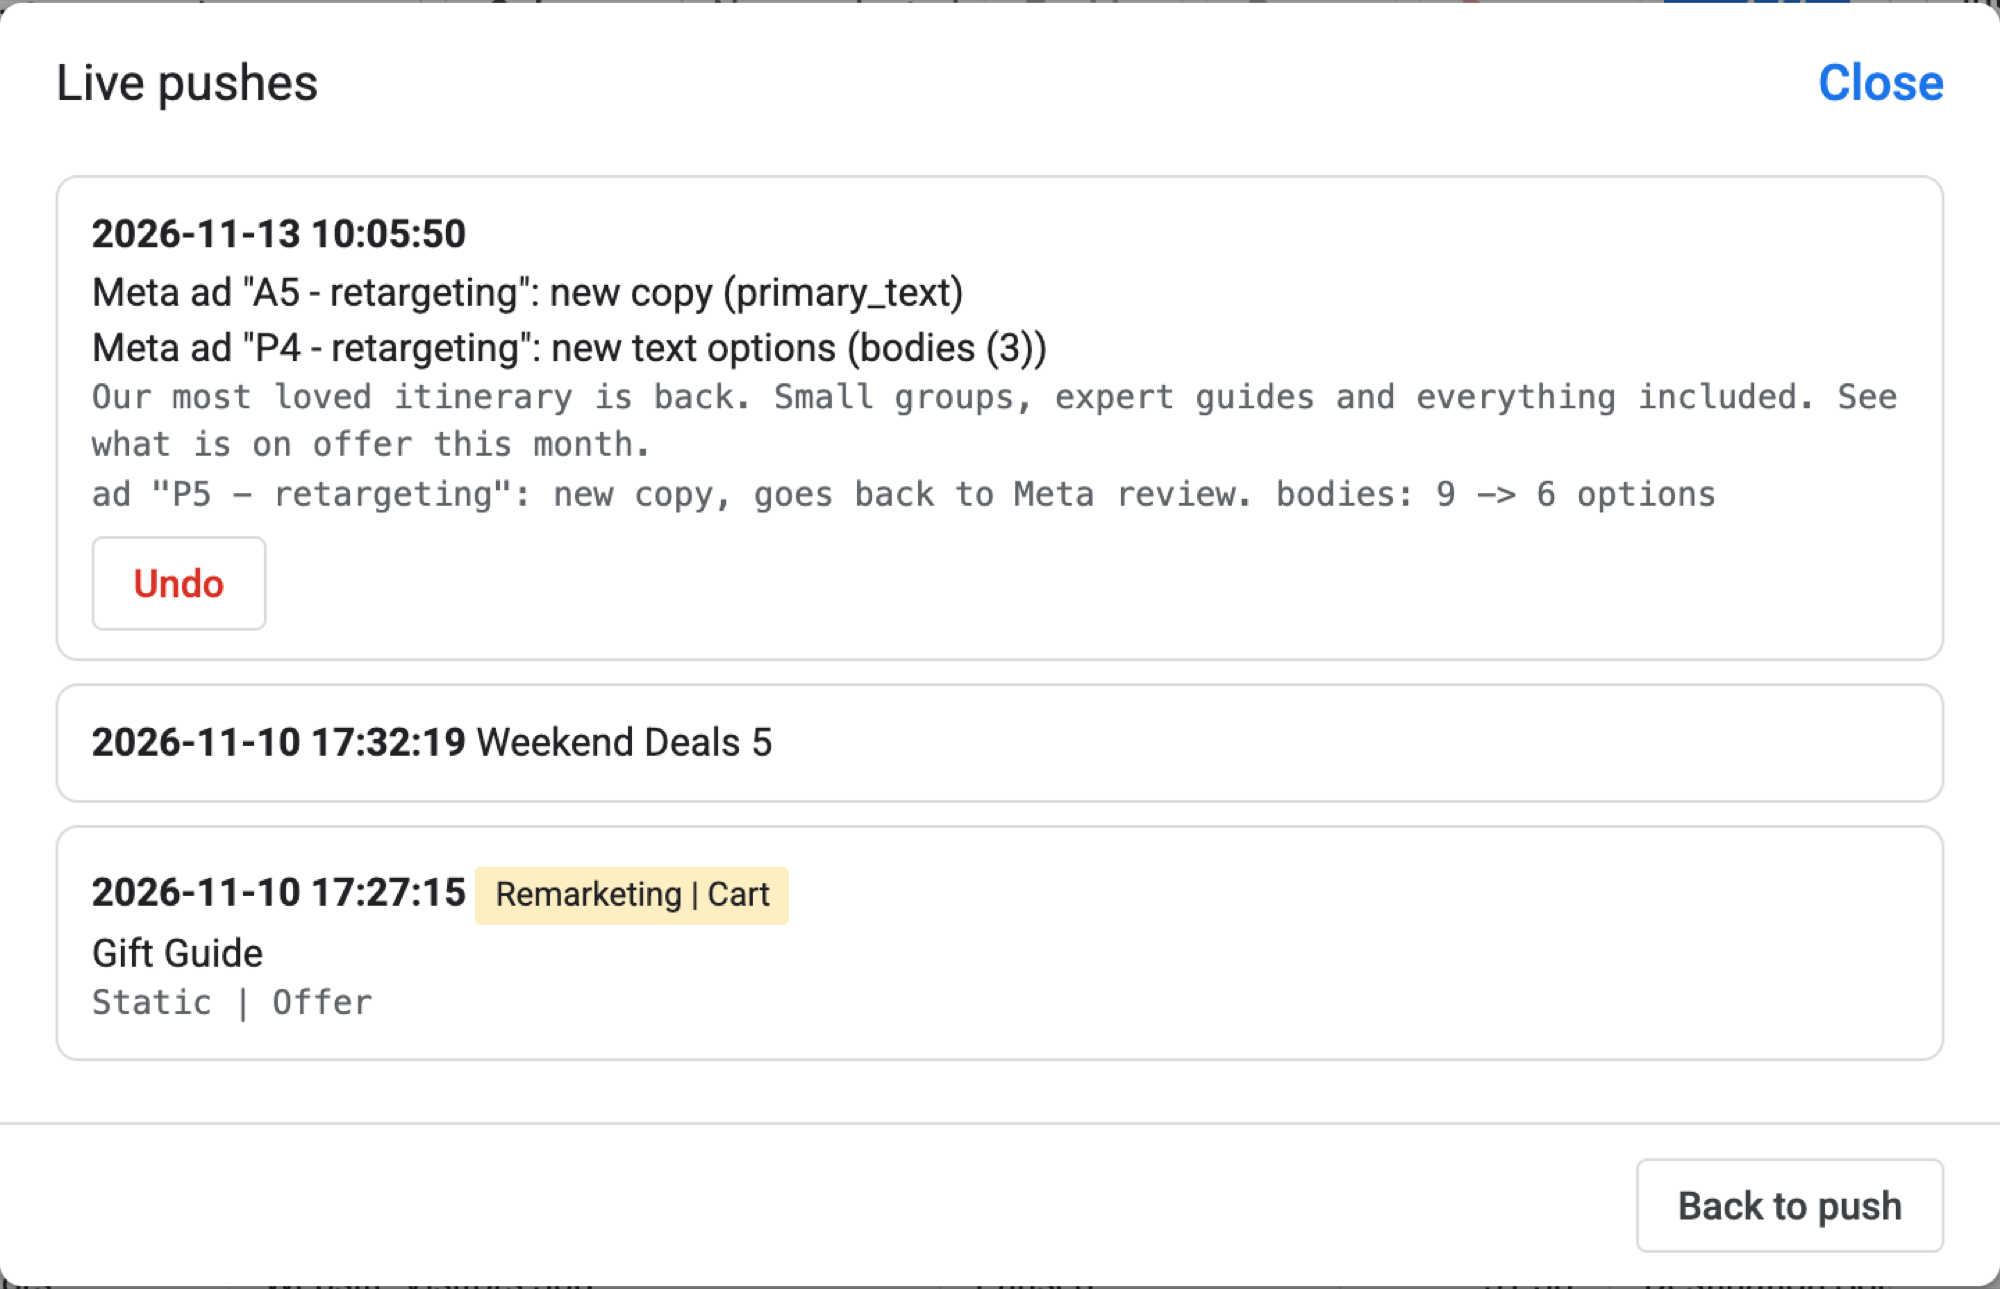 Live pushes
Close
2026-11-13 10:05:50
Meta ad "A5 - retargeting": new copy (primary_text)
Meta ad "P4 - retargeting": new text options (bodies (3))
Our most loved itinerary is back. Small groups, expert guides and everything included. See
what is on offer this month.
ad "P5 – retargeting": new copy, goes back to Meta review. bodies: 9 –> 6 options
Undo
2026-11-10 17:32:19 Weekend Deals 5
2026-11-10 17:27:15 Remarketing | Cart
Gift Guide
Static | Offer
Back to push